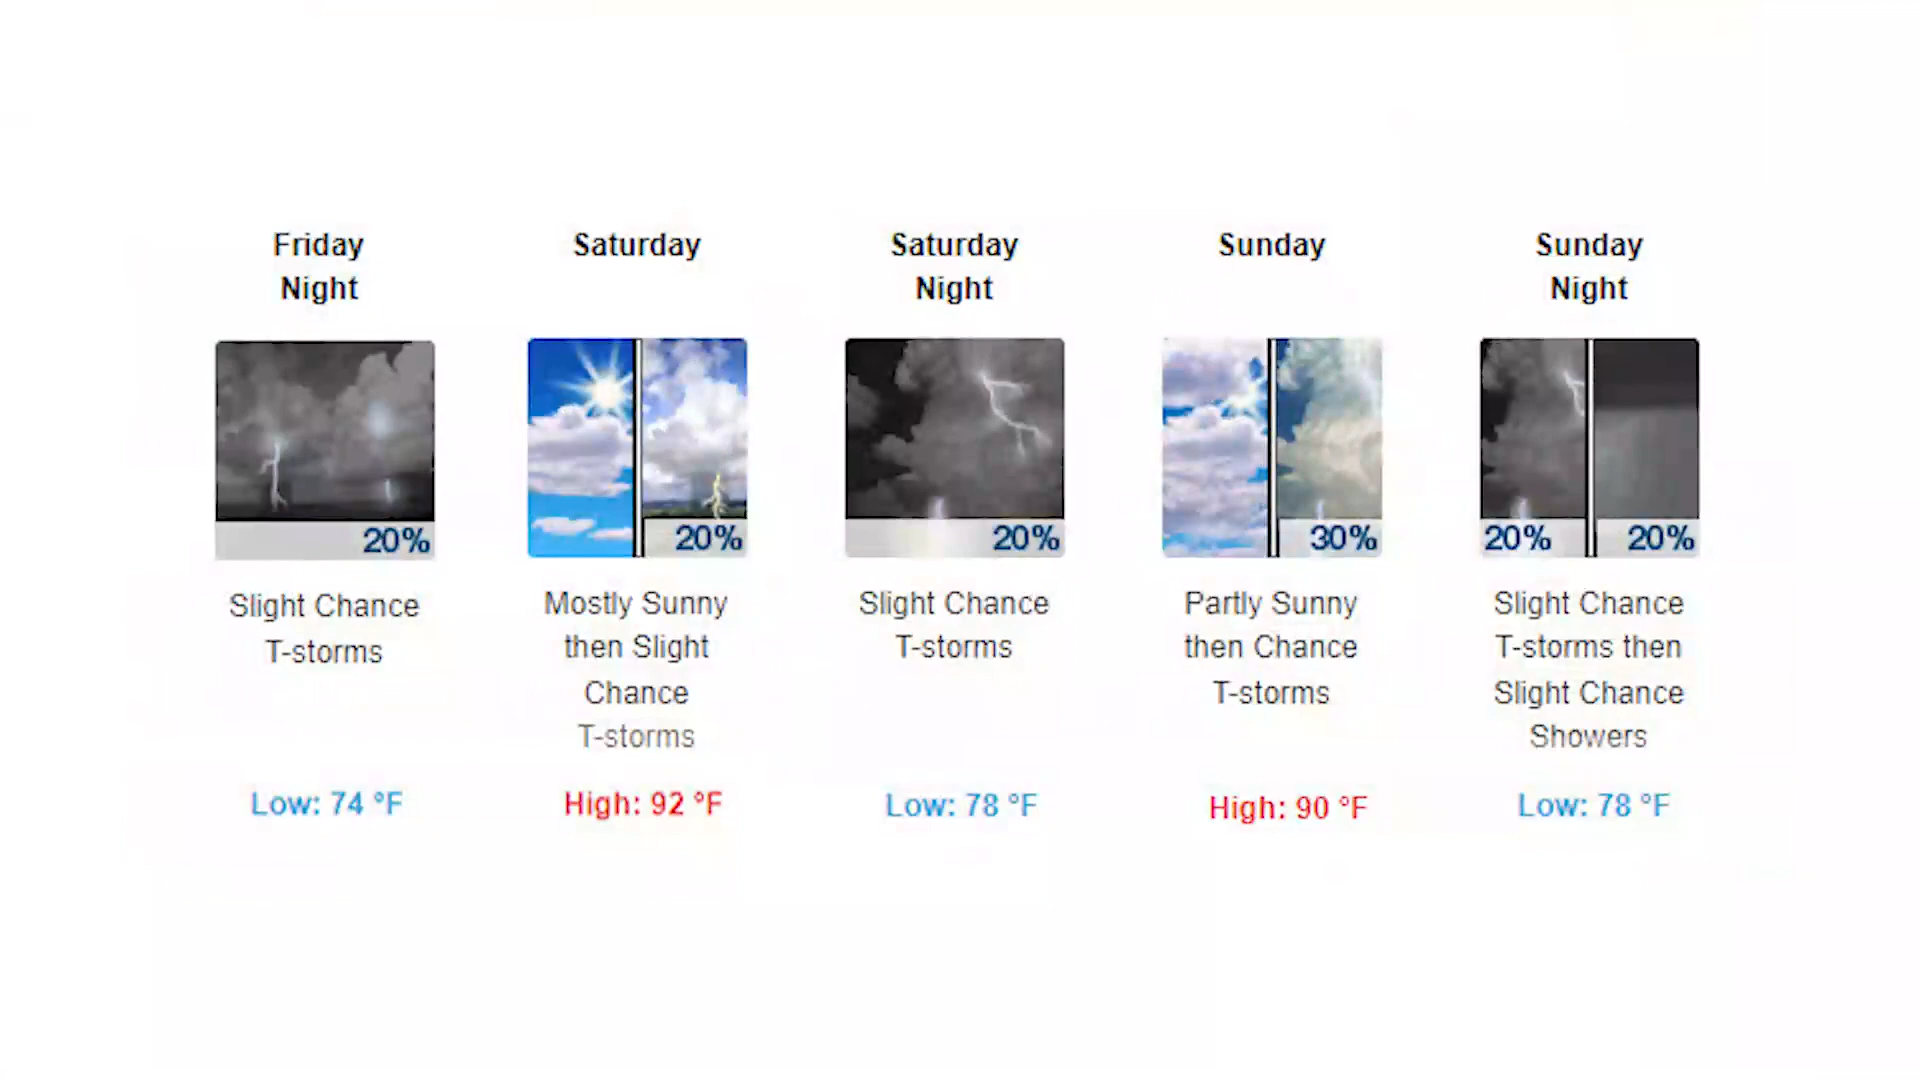 Friday
Night
20%
Slight Chance
T-storms
Low: 74 °F
Saturday
20%
Mostly Sunny
then Slight
Chance
T-storms
High: 92 °F
Saturday
Night
20%
Slight Chance
T-storms
Low: 78 °F
Sunday
30%
Partly Sunny
then Chance
T-storms
High: 90 °F
Sunday
Night
20% 20%
Slight Chance
T-storms then
Slight Chance
Showers
Low: 78 °F